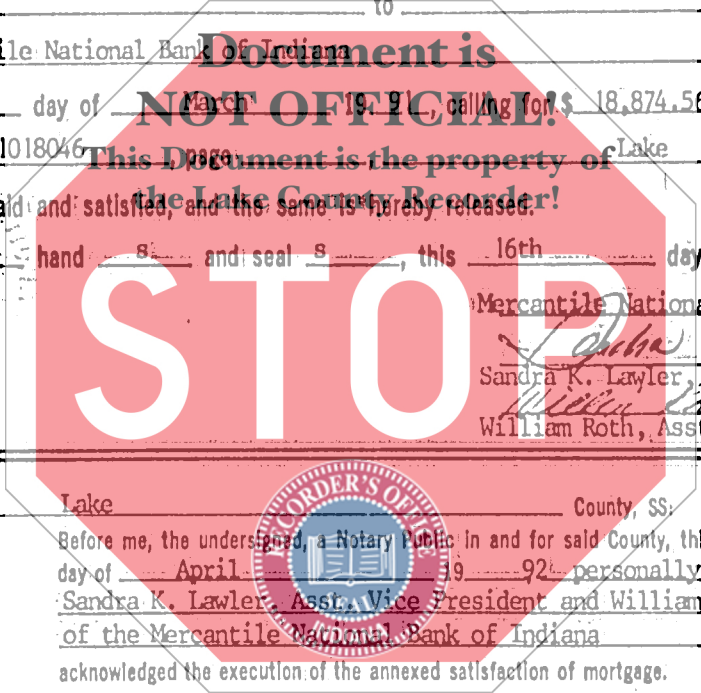 to
ile National Bank of Indiana
Document is
day of March 19 91, calling for $ 18,874.56
NOT OFFICIAL!
1018046, page Lake
This Document is the property of
aid and satisfied, and the same is hereby released.
the Lake County Recorder!
hand s and seal s, this 16th day
STOP
Mercantile Nationa
Sandra K. Lawler,
William Roth, Asst
Lake County, SS:
RECORDER'S OFFICE
Before me, the undersigned, a Notary Public in and for said County, thi
day of April 19 92 personally
Sandra K. Lawler, Asst. Vice President and William
of the Mercantile National Bank of Indiana
acknowledged the execution of the annexed satisfaction of mortgage.